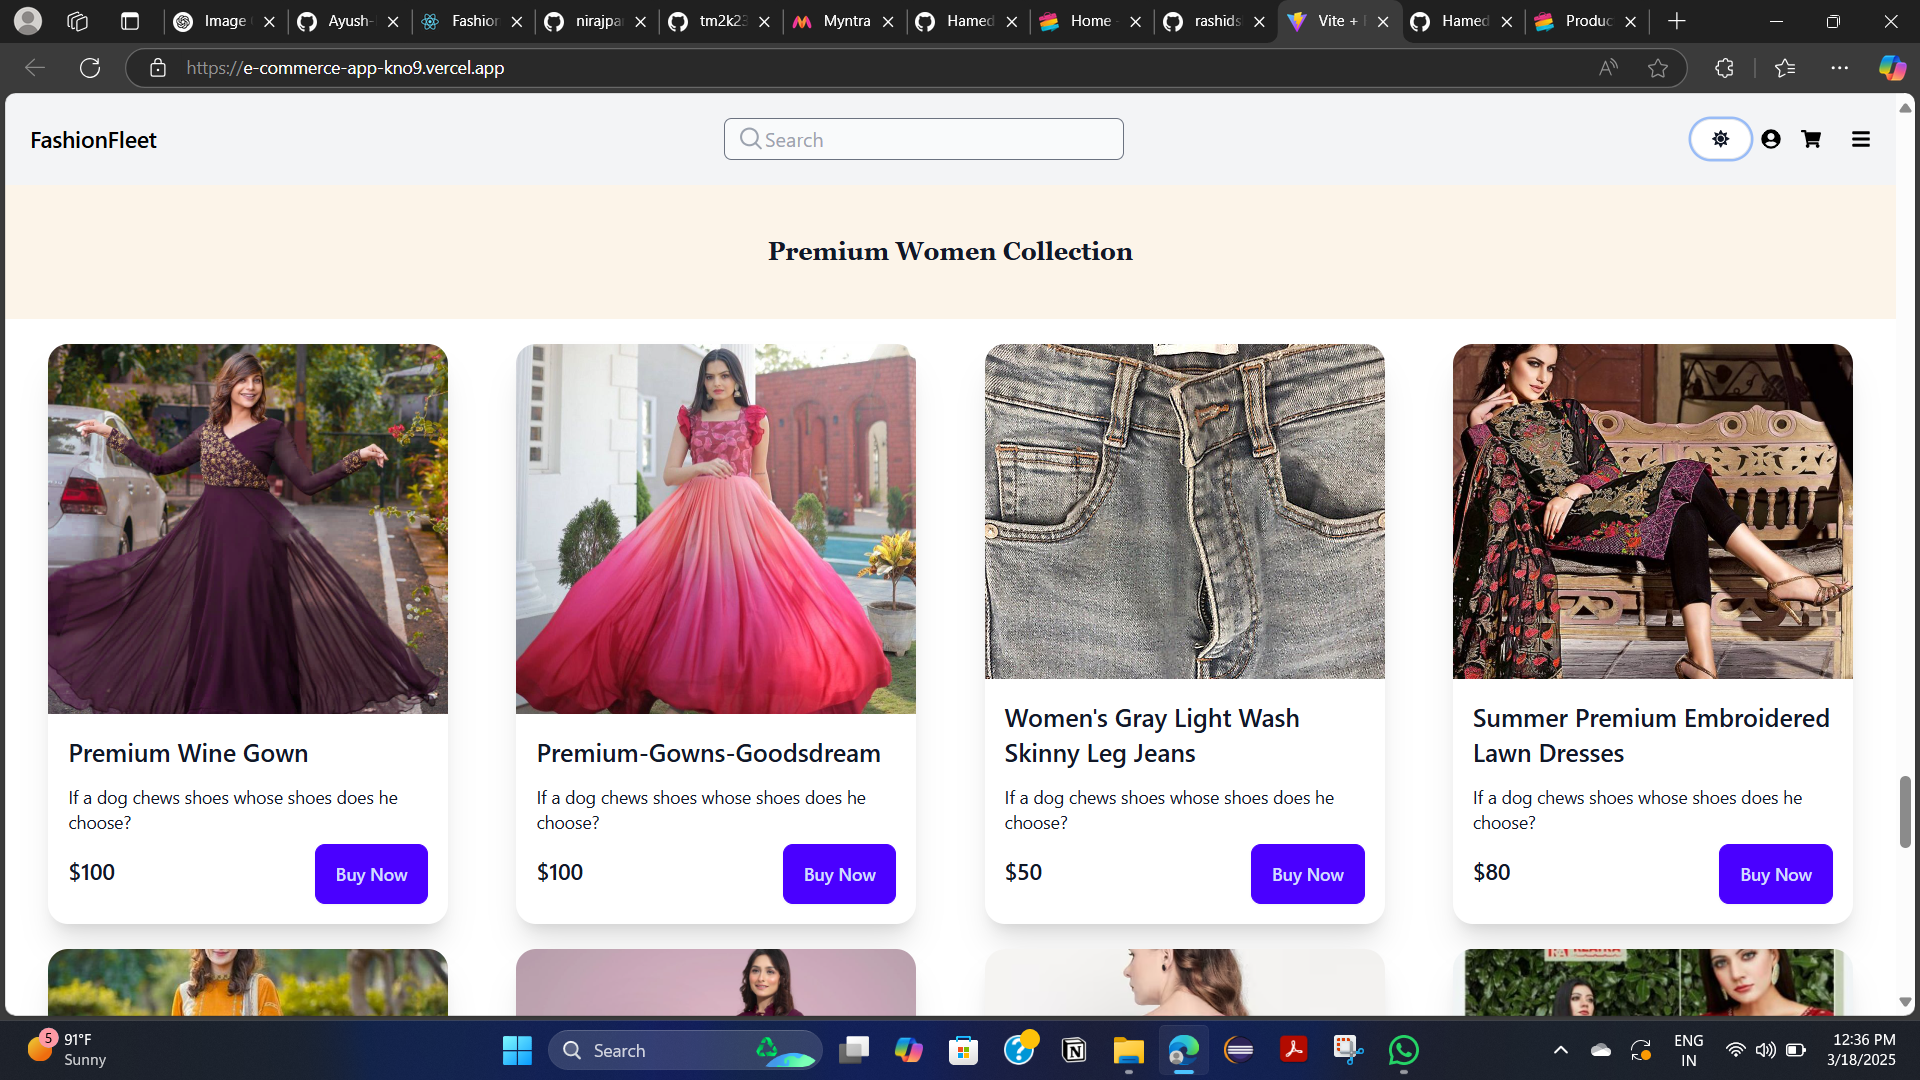 Image
Ayush-
Fashion
nirajpar
tm2k23
Myntra
Hamed
Home -
rashids
Vite +
Hamed
Produc
https://e-commerce-app-kno9.vercel.app
FashionFleet
Search
Premium Women Collection
Premium Wine Gown
If a dog chews shoes whose shoes does he
choose?
$100
Buy Now
Premium-Gowns-Goodsdream
If a dog chews shoes whose shoes does he
choose?
$100
Buy Now
Women's Gray Light Wash
Skinny Leg Jeans
If a dog chews shoes whose shoes does he
choose?
$50
Buy Now
Summer Premium Embroidered
Lawn Dresses
If a dog chews shoes whose shoes does he
choose?
$80
Buy Now
5
91°F
Sunny
Search
ENG
IN
12:36 PM
3/18/2025